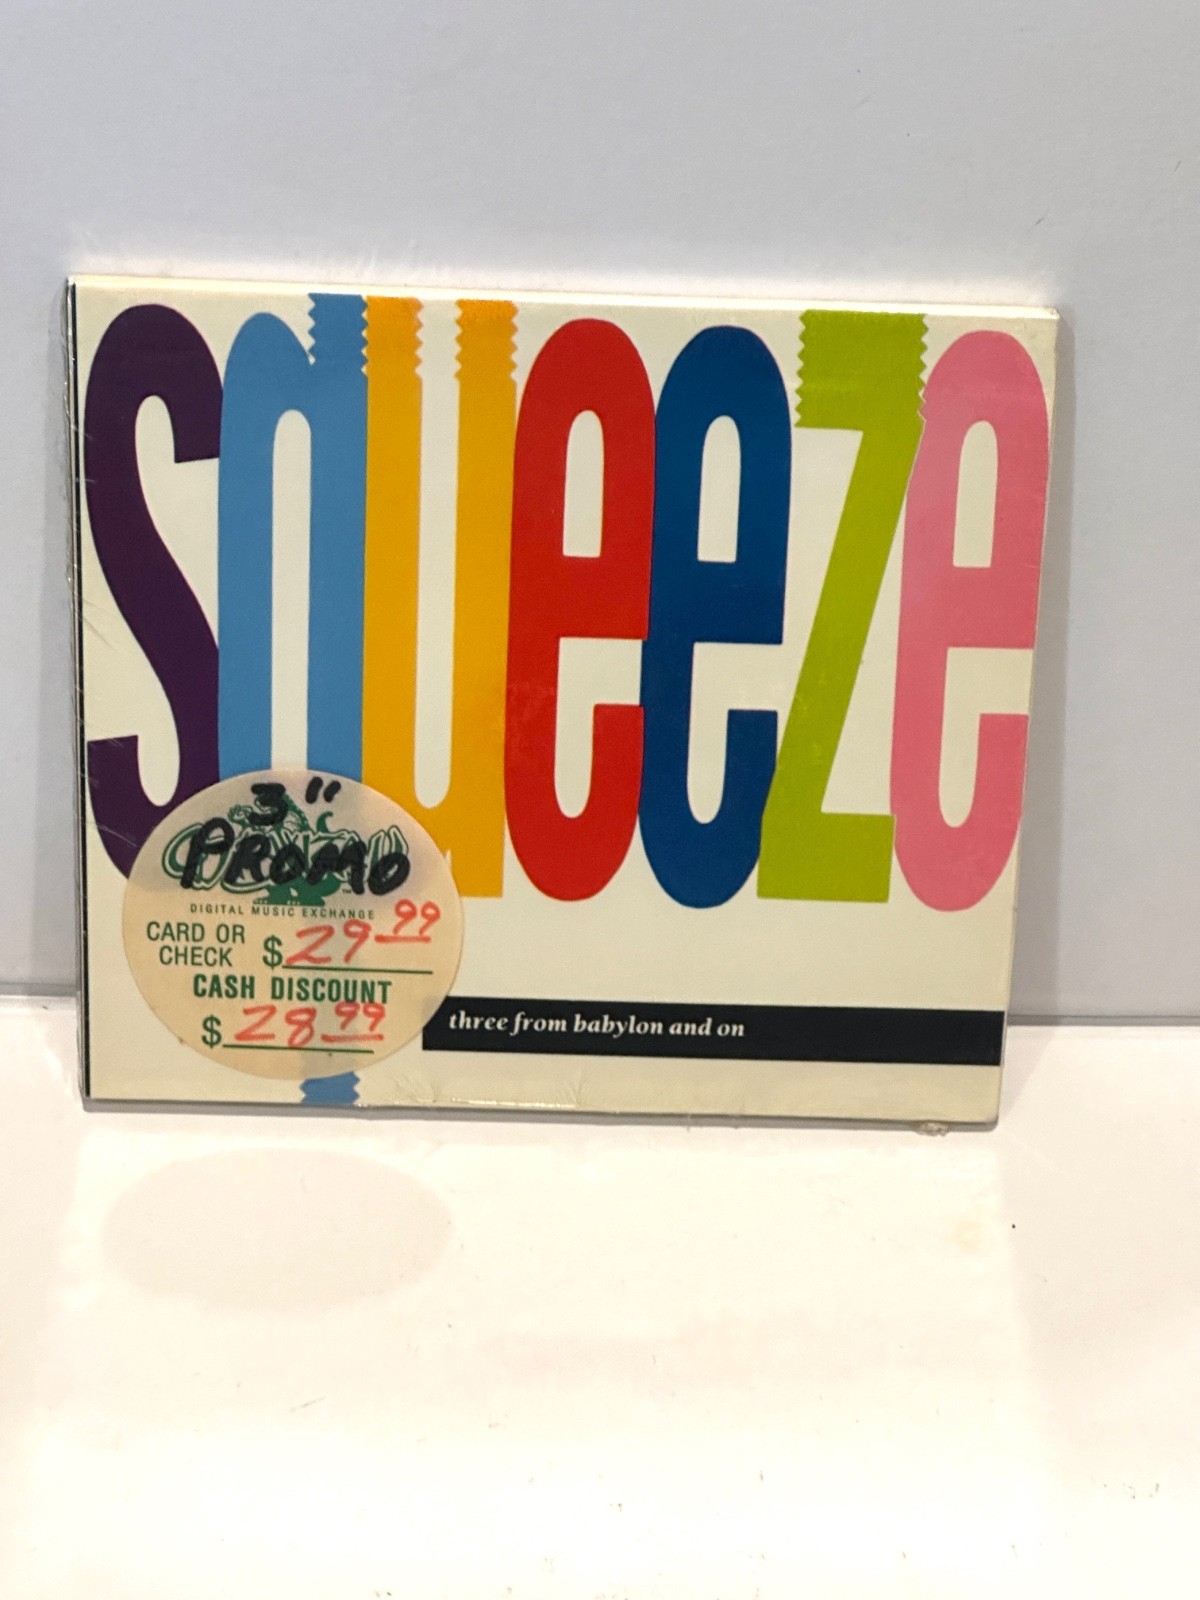 squeeze
3"
PROMO
DIGITAL MUSIC EXCHANGE
CARD OR
CHECK $29.99
CASH DISCOUNT
$28.99
three from babylon and on